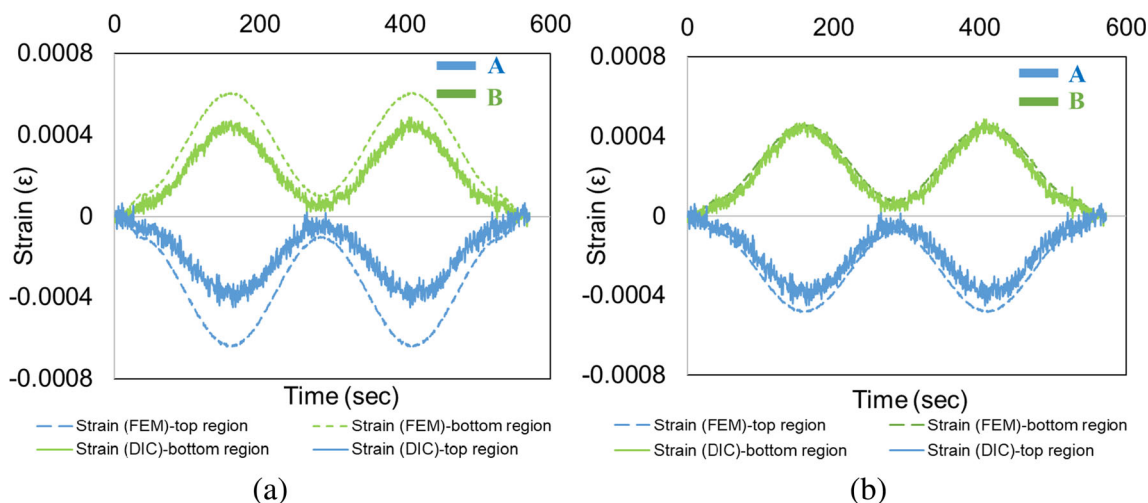 0 200 400 600
0.0008
0.0004
0
-0.0004
-0.0008
Strain (ε)
A
B
Time (sec)
Strain (FEM)-top region Strain (FEM)-bottom region
Strain (DIC)-bottom region Strain (DIC)-top region
(a)
0 200 400 600
0.0008
0.0004
0
-0.0004
-0.0008
Strain (ε)
A
B
Time (sec)
Strain (FEM)-top region Strain (FEM)-bottom region
Strain (DIC)-bottom region Strain (DIC)-top region
(b)